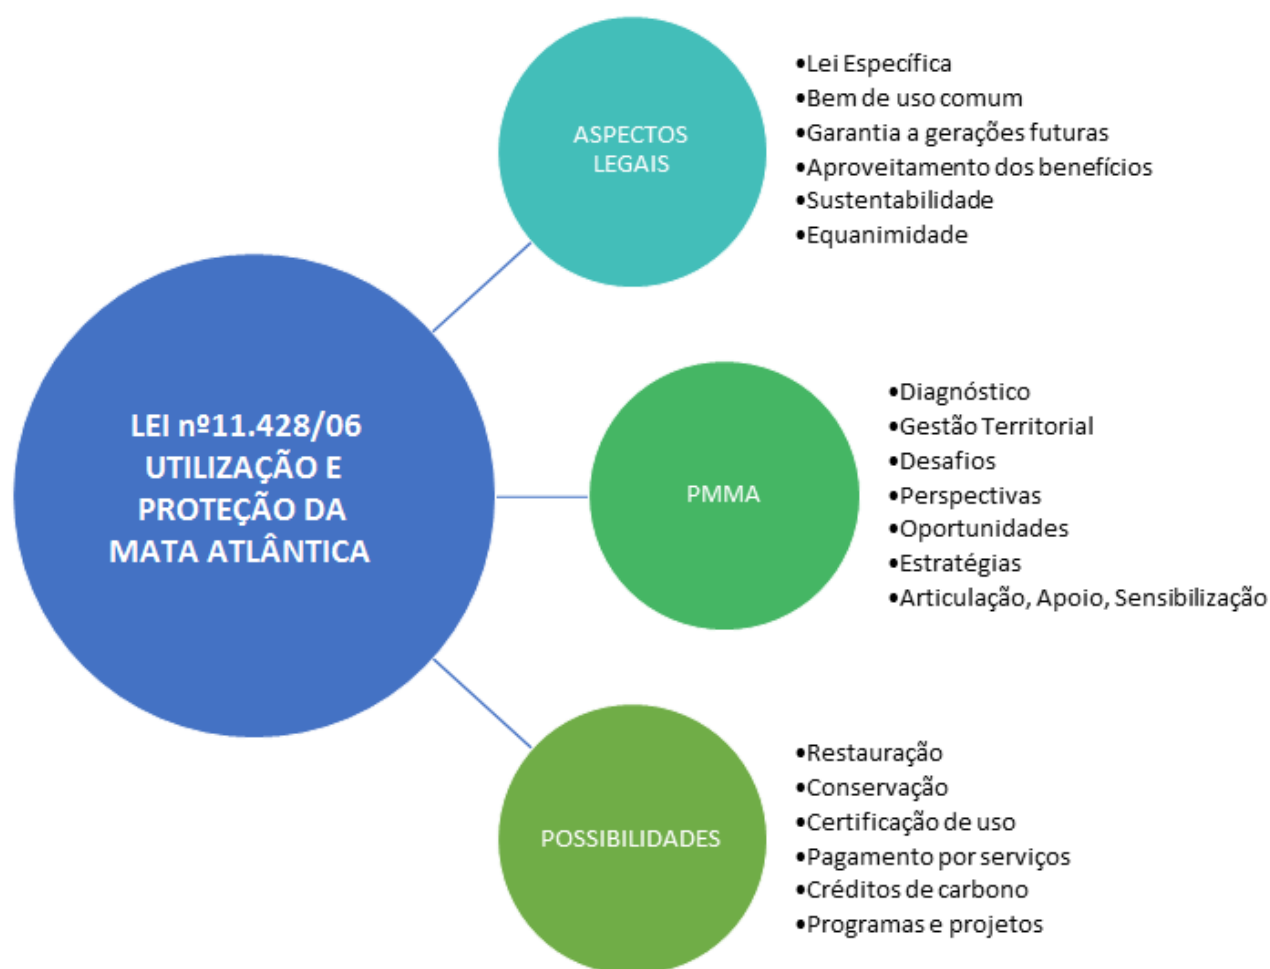 LEI nº11.428/06
UTILIZAÇÃO E
PROTEÇÃO DA
MATA ATLÂNTICA
ASPECTOS
LEGAIS
•Lei Específica
•Bem de uso comum
•Garantia a gerações futuras
•Aproveitamento dos benefícios
•Sustentabilidade
•Equanimidade
PMMA
•Diagnóstico
•Gestão Territorial
•Desafios
•Perspectivas
•Oportunidades
•Estratégias
•Articulação, Apoio, Sensibilização
POSSIBILIDADES
•Restauração
•Conservação
•Certificação de uso
•Pagamento por serviços
•Créditos de carbono
•Programas e projetos